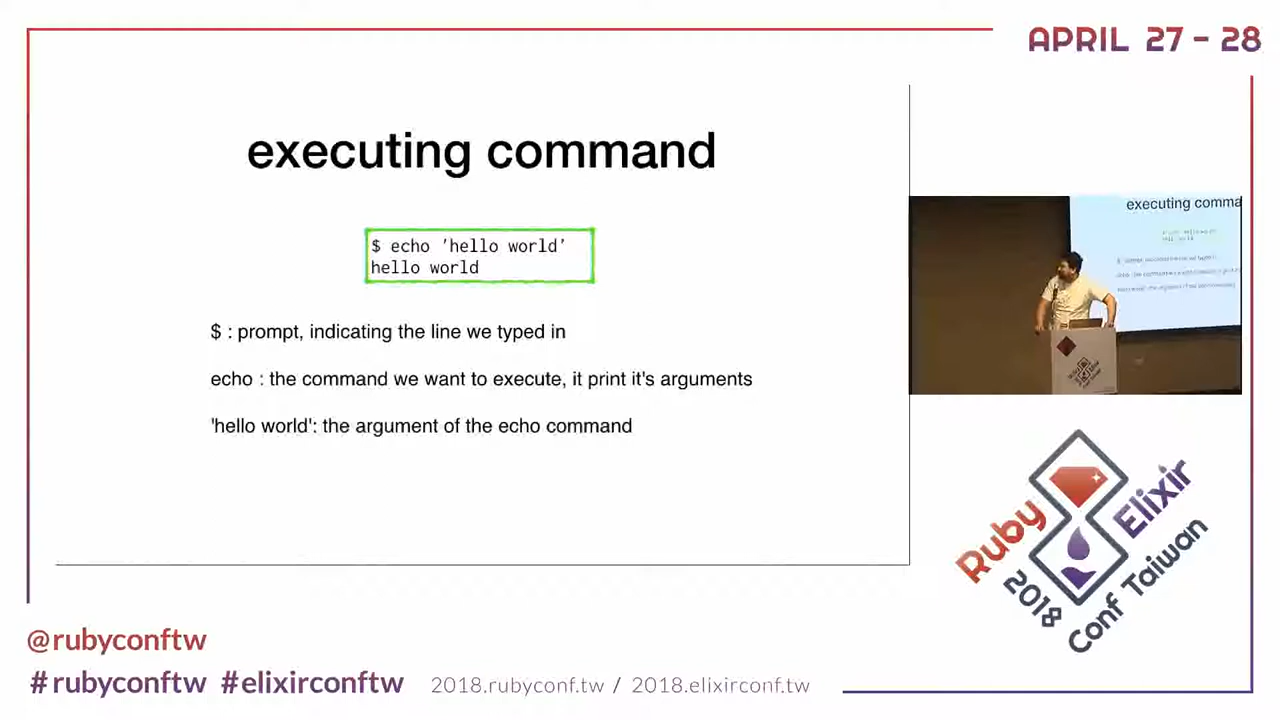 APRIL 27 - 28
executing command
$ echo 'hello world'
hello world
$ : prompt, indicating the line we typed in
echo : the command we want to execute, it print it's arguments
'hello world': the argument of the echo command
executing comma
Ruby Elixir
2018 Conf Taiwan
@rubyconftw
#rubyconftw #elixirconftw
2018.rubyconf.tw / 2018.elixirconf.tw